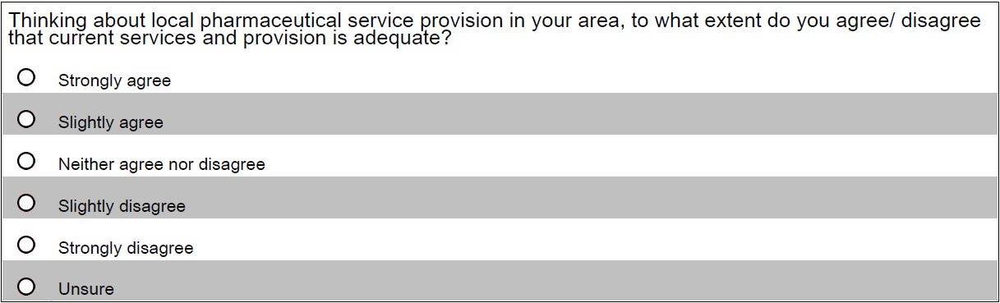 Thinking about local pharmaceutical service provision in your area, to what extent do you agree/ disagree
that current services and provision is adequate?
Strongly agree
Slightly agree
Neither agree nor disagree
Slightly disagree
Strongly disagree
Unsure